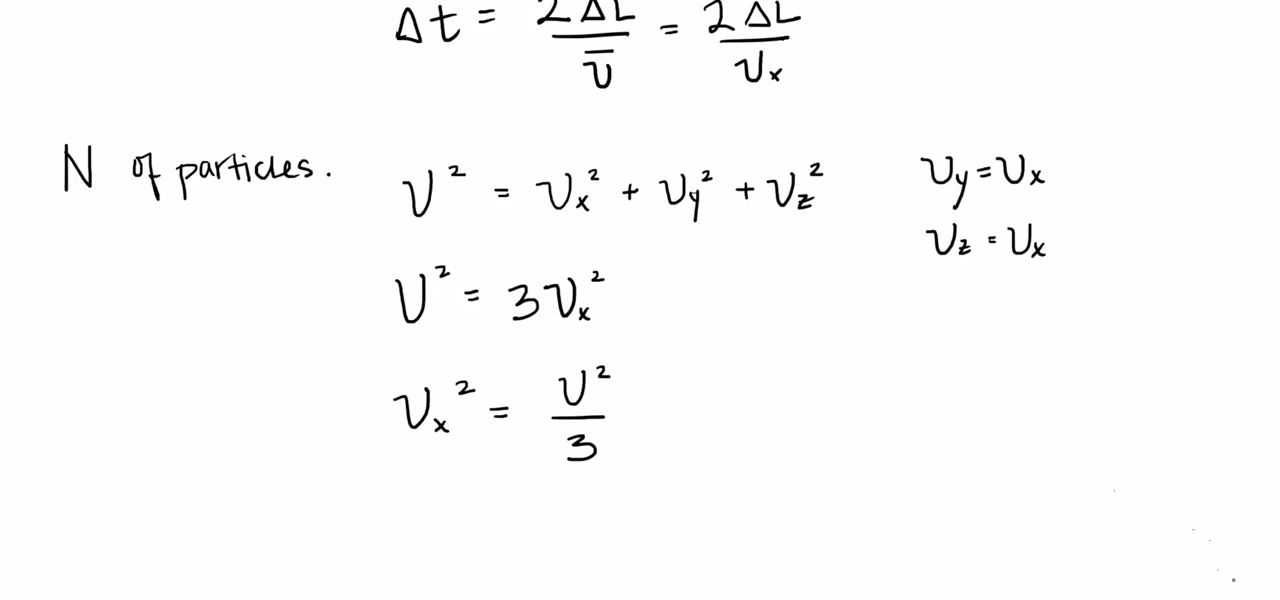 Δt = 2ΔL / v̄ = 2ΔL / vₓ
N of particles. v² = vₓ² + v_y² + v_z² v_y = vₓ
v_z = vₓ
v² = 3vₓ²
vₓ² = v² / 3